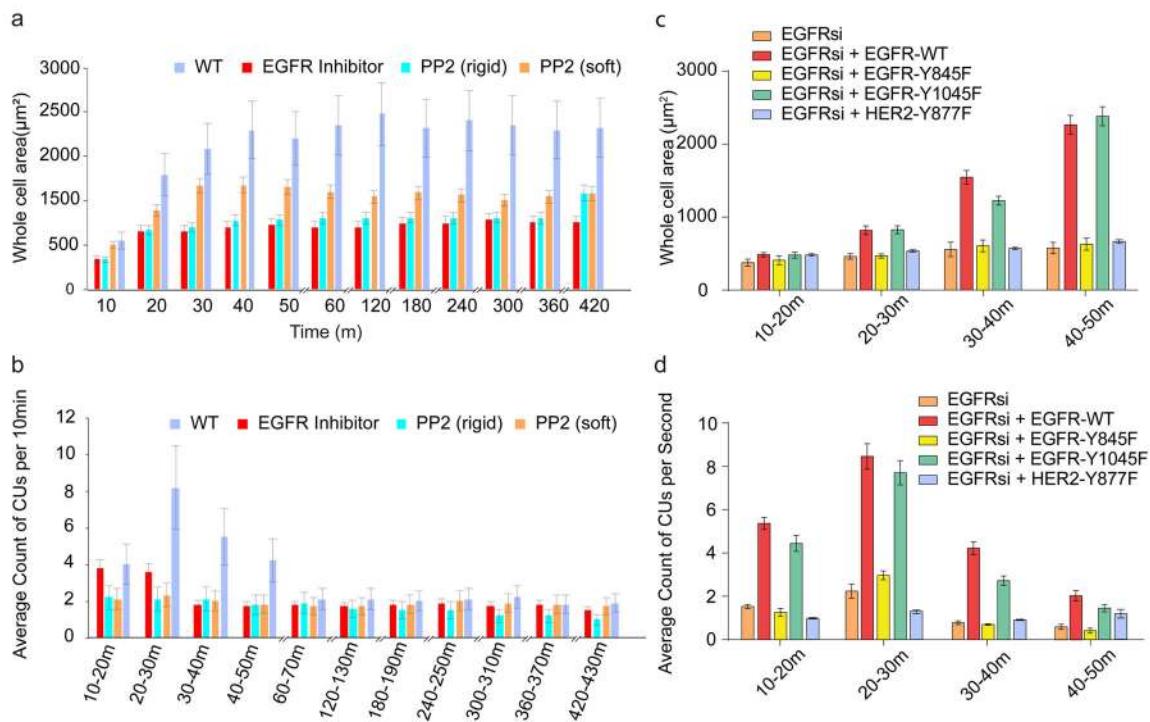 a
WT EGFR Inhibitor PP2 (rigid) PP2 (soft)
Whole cell area(μm²)
3000
2500
2000
1500
500
0
10 20 30 40 50 60 120 180 240 300 360 420
Time (m)
b
WT EGFR Inhibitor PP2 (rigid) PP2 (soft)
Average Count of CUs per 10min
12
10
8
6
4
2
0
10-20m 20-30m 30-40m 40-50m 60-70m 120-130m 180-190m 240-250m 300-310m 360-370m 420-430m
c
EGFRsi
EGFRsi + EGFR-WT
EGFRsi + EGFR-Y845F
EGFRsi + EGFR-Y1045F
EGFRsi + HER2-Y877F
Whole cell area (μm²)
3000
2000
1000
0
10-20m 20-30m 30-40m 40-50m
d
EGFRsi
EGFRsi + EGFR-WT
EGFRsi + EGFR-Y845F
EGFRsi + EGFR-Y1045F
EGFRsi + HER2-Y877F
Average Count of CUs per Second
10
8
6
4
2
0
10-20m 20-30m 30-40m 40-50m